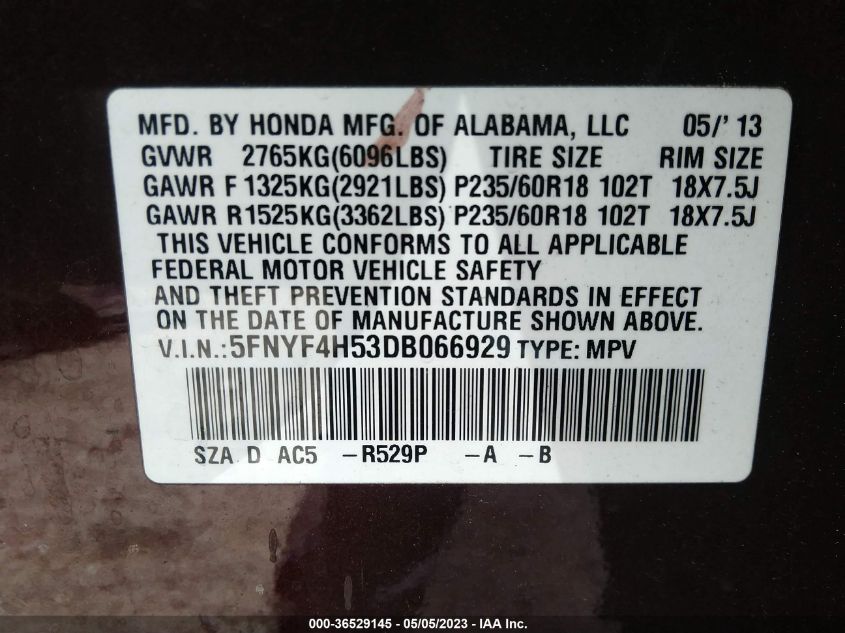 MFD. BY HONDA MFG. OF ALABAMA, LLC 05/'13
GVWR 2765KG(6096LBS) TIRE SIZE RIM SIZE
GAWR F 1325KG(2921LBS) P235/60R18 102T 18X7.5J
GAWR R1525KG(3362LBS) P235/60R18 102T 18X7.5J
THIS VEHICLE CONFORMS TO ALL APPLICABLE
FEDERAL MOTOR VEHICLE SAFETY
AND THEFT PREVENTION STANDARDS IN EFFECT
ON THE DATE OF MANUFACTURE SHOWN ABOVE.
V.I.N.: 5FNYF4H53DB066929 TYPE: MPV
SZA D AC5 -R529P -A -B
000-36529145 - 05/05/2023 - IAA Inc.